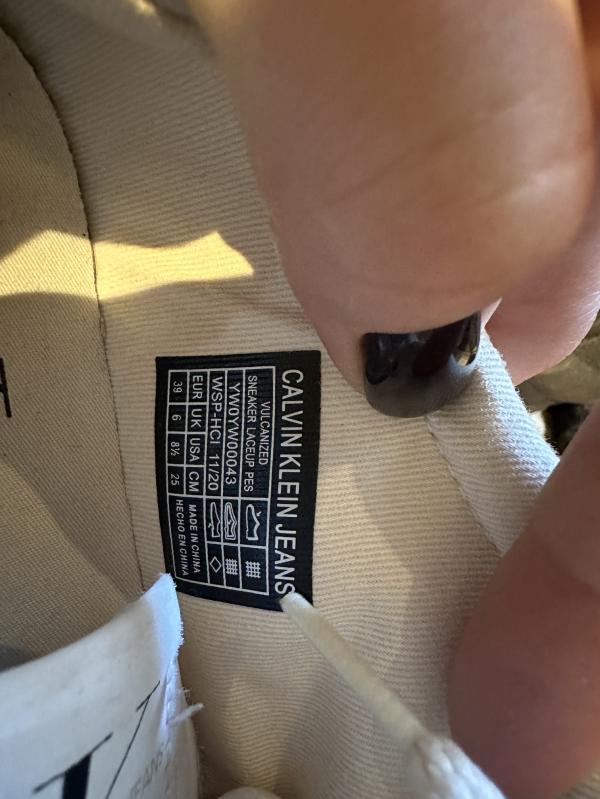 CALVIN KLEIN JEANS
VULCANIZED
SNEAKER LACEUP PES
YW0YW00043
WSP-HCI 11/20
EUR UK USA CM
39 6 8½ 25
MADE IN CHINA
HECHO EN CHINA
JEANS